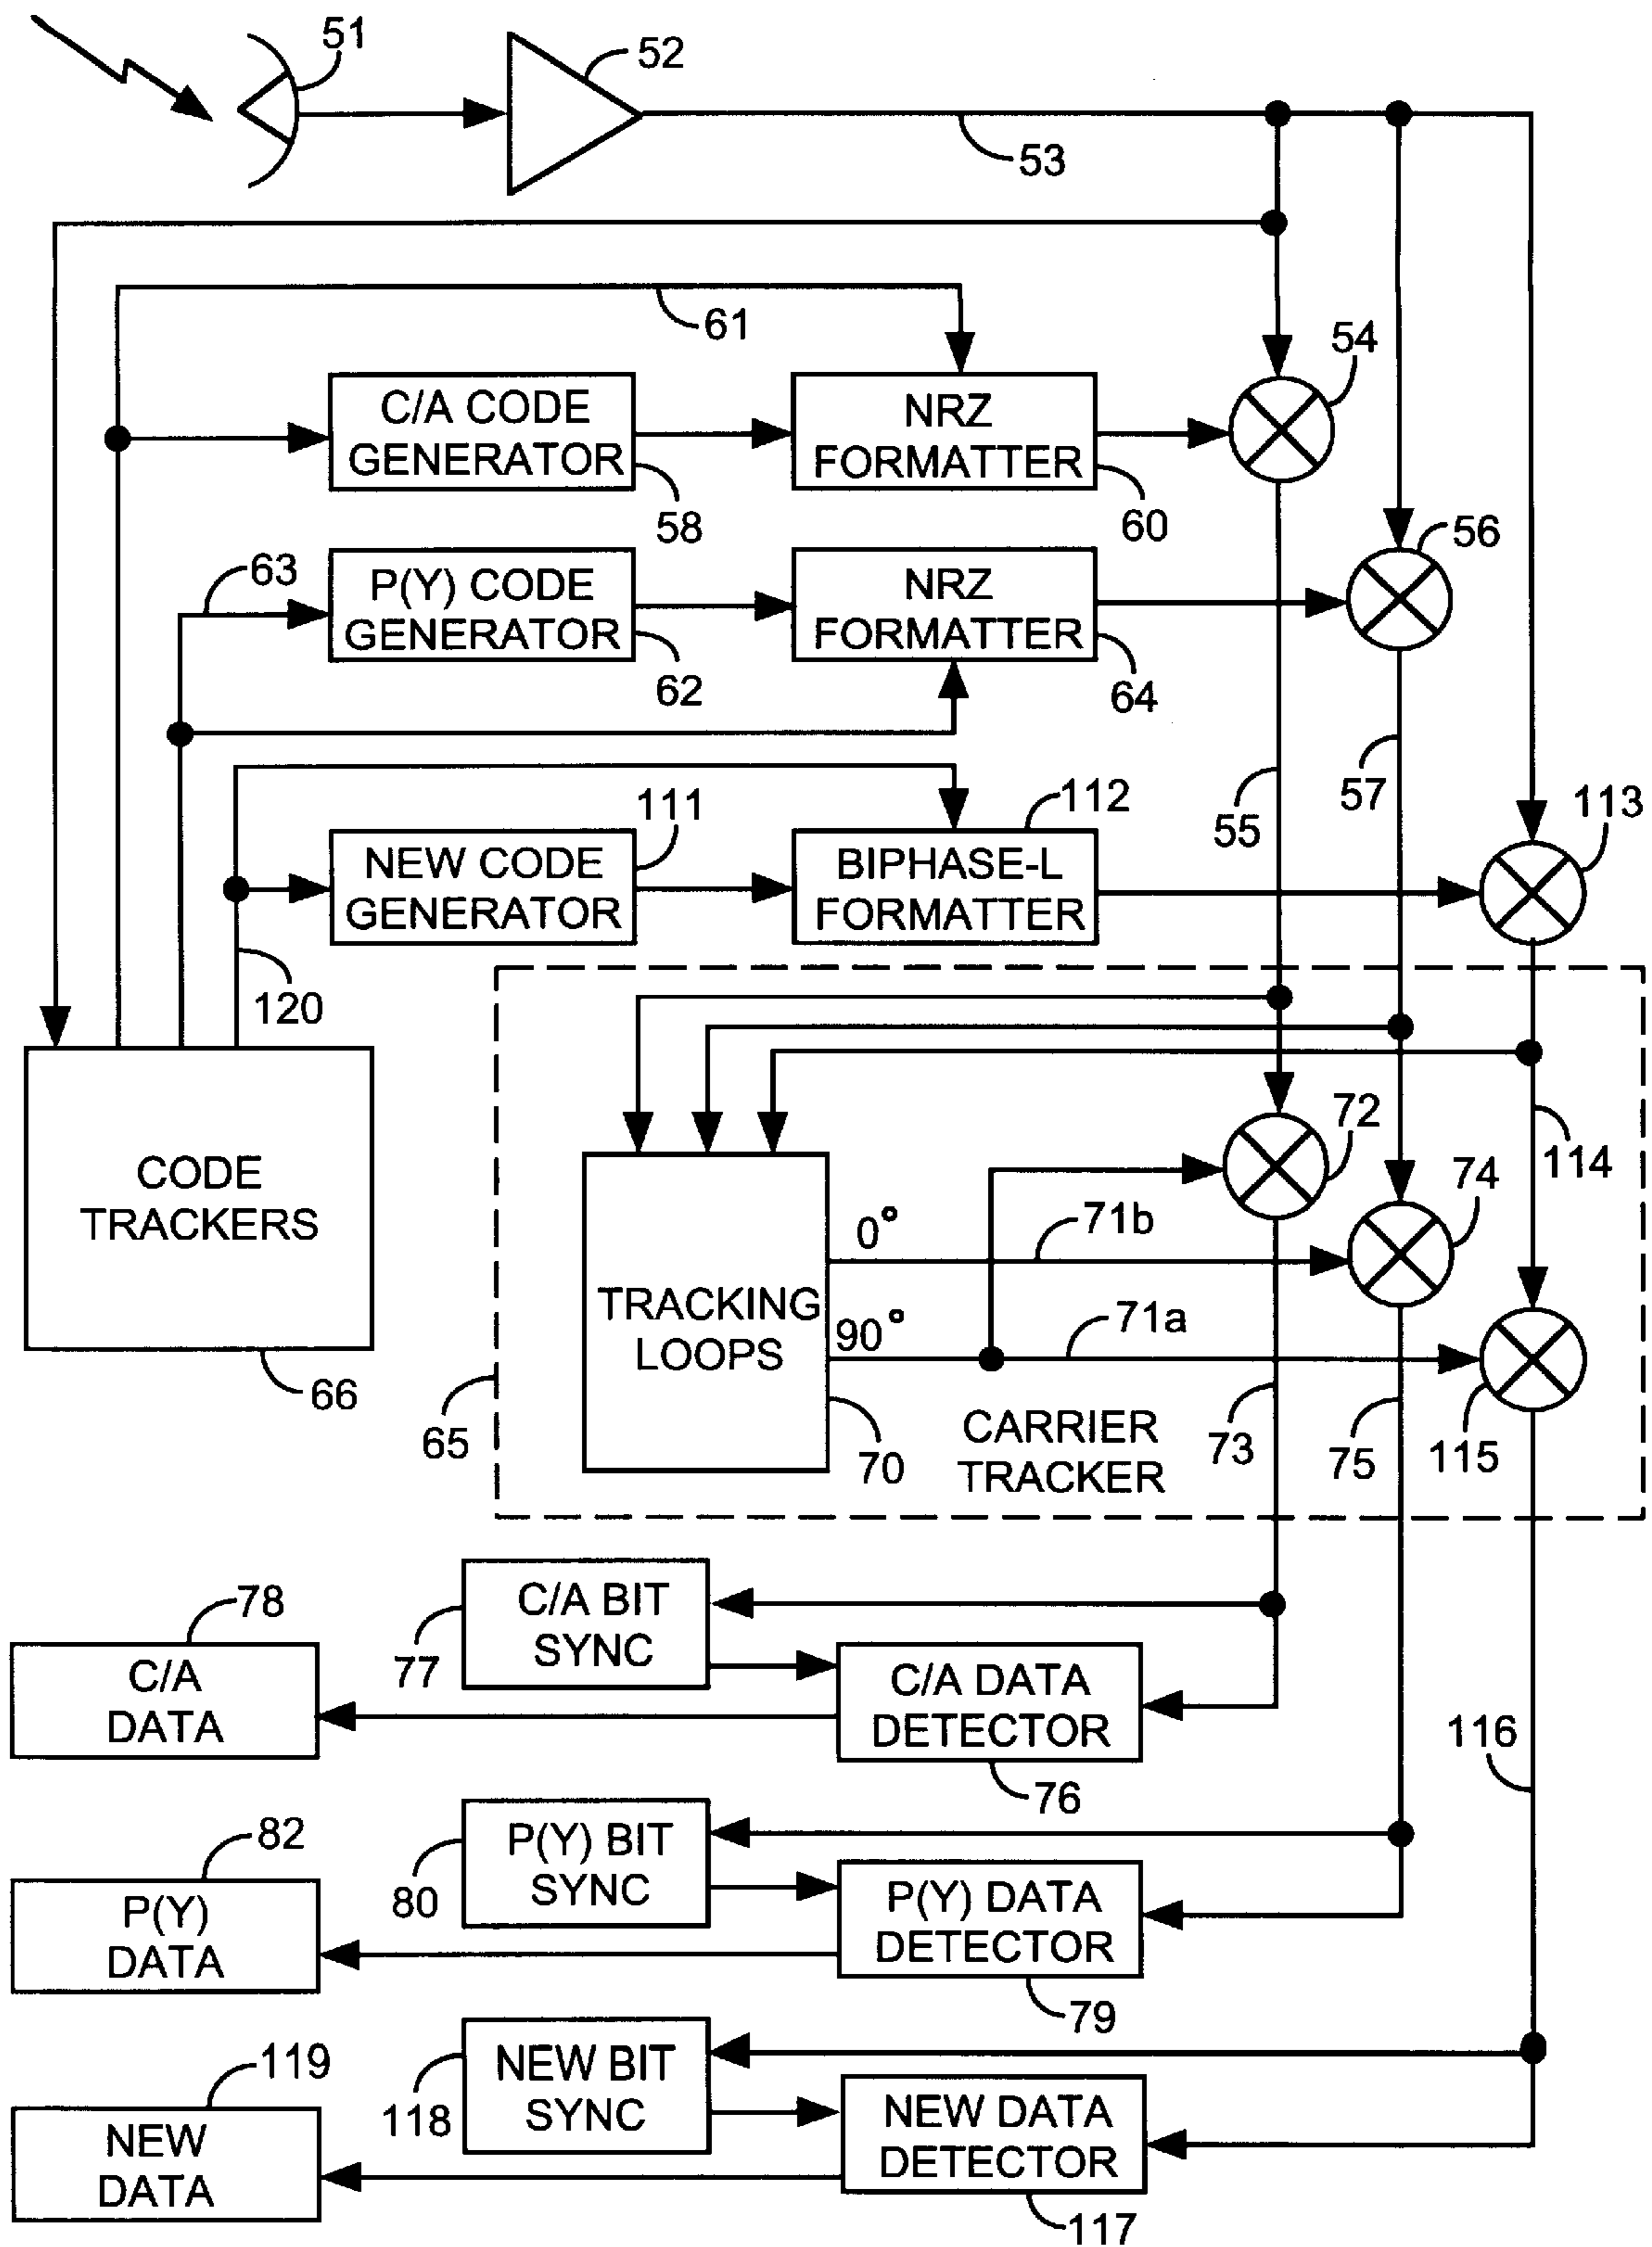 51
52
53
61
54
C/A CODE
GENERATOR
58
NRZ
FORMATTER
60
56
63
P(Y) CODE
GENERATOR
62
NRZ
FORMATTER
64
55
57
111
112
113
NEW CODE
GENERATOR
BIPHASE-L
FORMATTER
120
CODE
TRACKERS
66
72
114
74
0°
71b
TRACKING
LOOPS
90°
71a
65
70
CARRIER
TRACKER
73
75
115
C/A BIT
SYNC
77
78
C/A
DATA
C/A DATA
DETECTOR
76
116
P(Y) BIT
SYNC
80
82
P(Y)
DATA
P(Y) DATA
DETECTOR
79
NEW BIT
SYNC
118
119
NEW
DATA
NEW DATA
DETECTOR
117